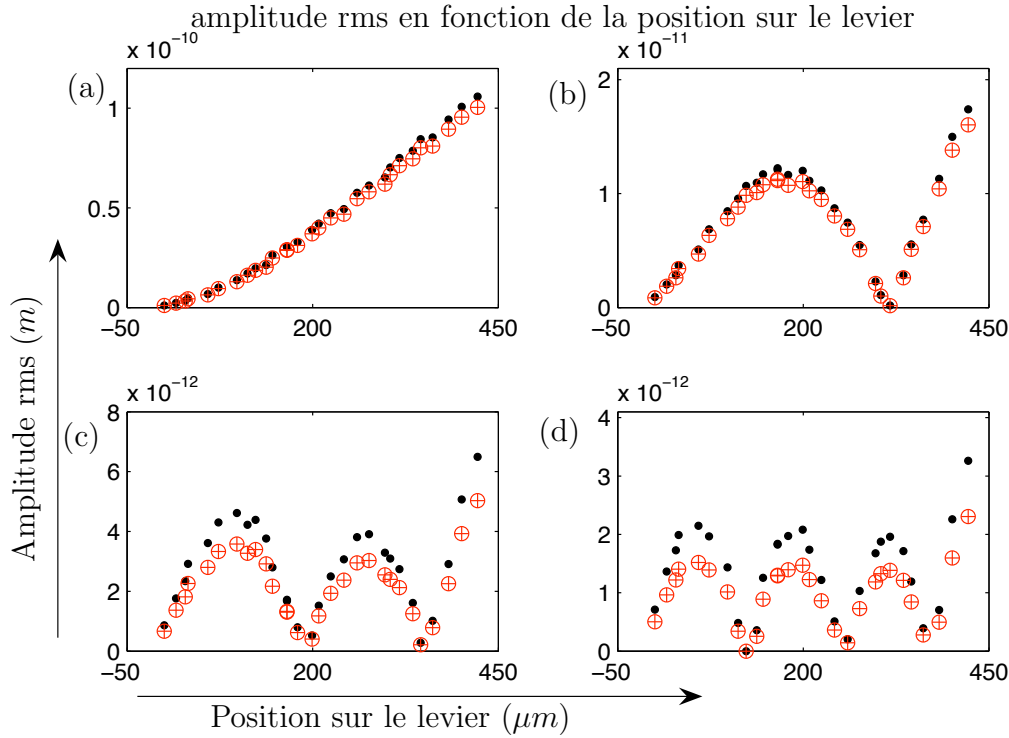 amplitude rms en fonction de la position sur le levier
x 10⁻¹⁰
(a)
1
0.5
0
−50 200 450
x 10⁻¹¹
(b)
2
1
0
−50 200 450
x 10⁻¹²
(c)
8
6
4
2
0
−50 200 450
x 10⁻¹²
(d)
4
3
2
1
0
−50 200 450
Amplitude rms (m)
Position sur le levier (μm)